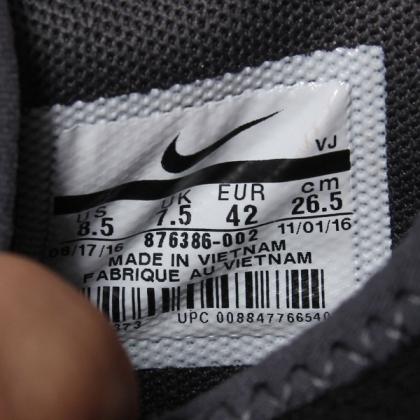 VJ
US UK EUR cm
8.5 7.5 42 26.5
08/17/16 876386-002 11/01/16
MADE IN VIETNAM
FABRIQUE AU VIETNAM
UPC 00884776654